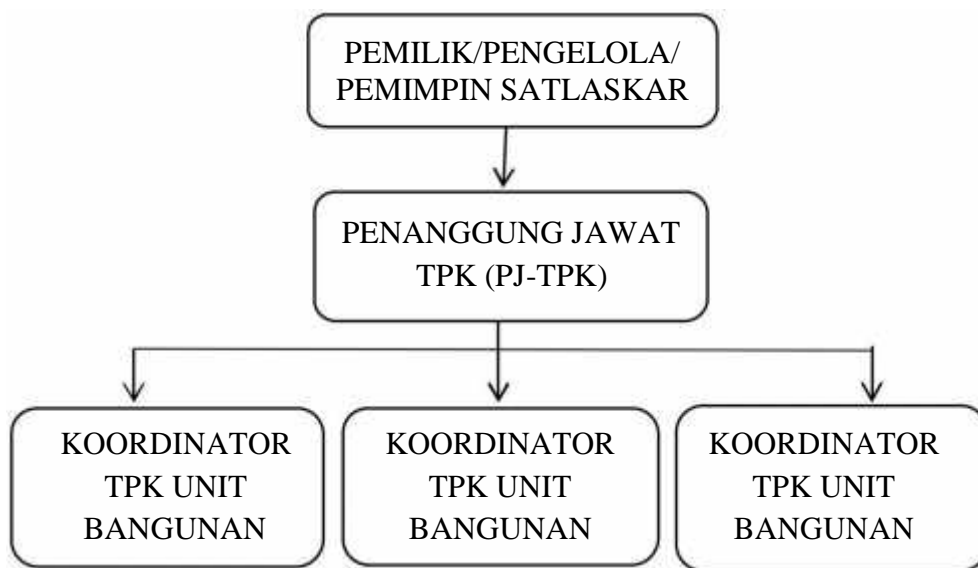 PEMILIK/PENGELOLA/
PEMIMPIN SATLASKAR
PENANGGUNG JAWAT
TPK (PJ-TPK)
KOORDINATOR
TPK UNIT
BANGUNAN
KOORDINATOR
TPK UNIT
BANGUNAN
KOORDINATOR
TPK UNIT
BANGUNAN